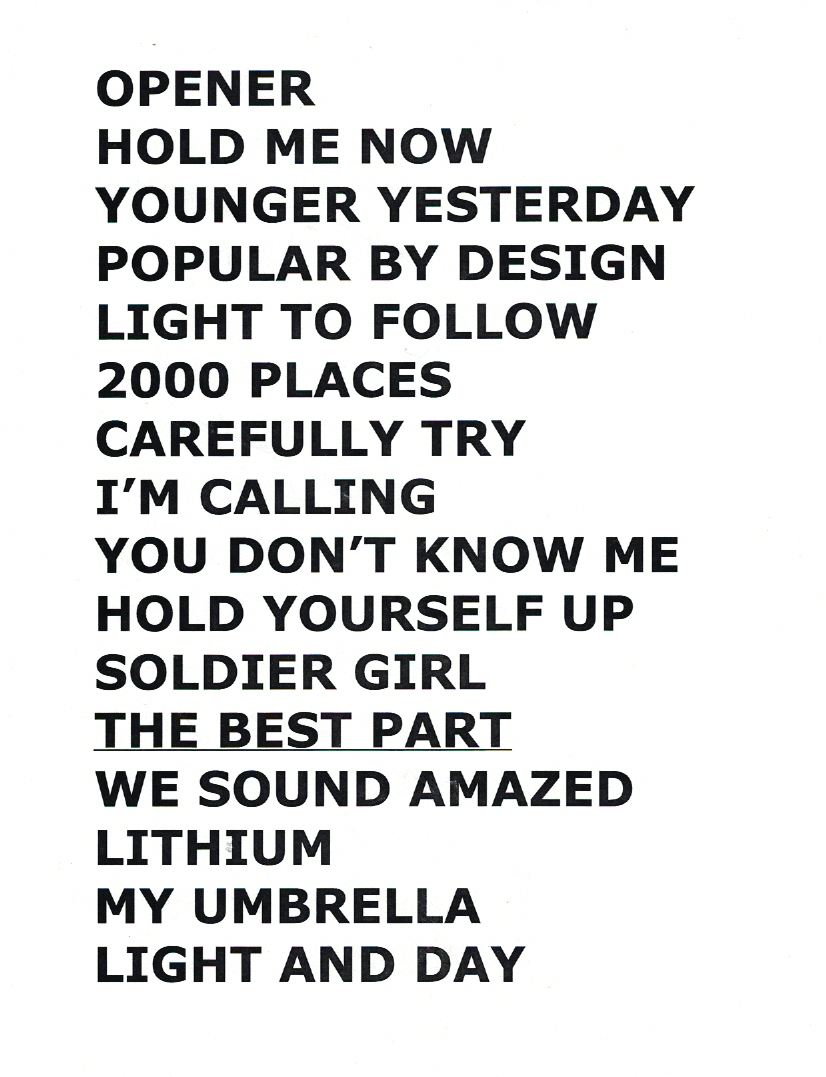 OPENER
HOLD ME NOW
YOUNGER YESTERDAY
POPULAR BY DESIGN
LIGHT TO FOLLOW
2000 PLACES
CAREFULLY TRY
I’M CALLING
YOU DON’T KNOW ME
HOLD YOURSELF UP
SOLDIER GIRL
THE BEST PART
WE SOUND AMAZED
LITHIUM
MY UMBRELLA
LIGHT AND DAY